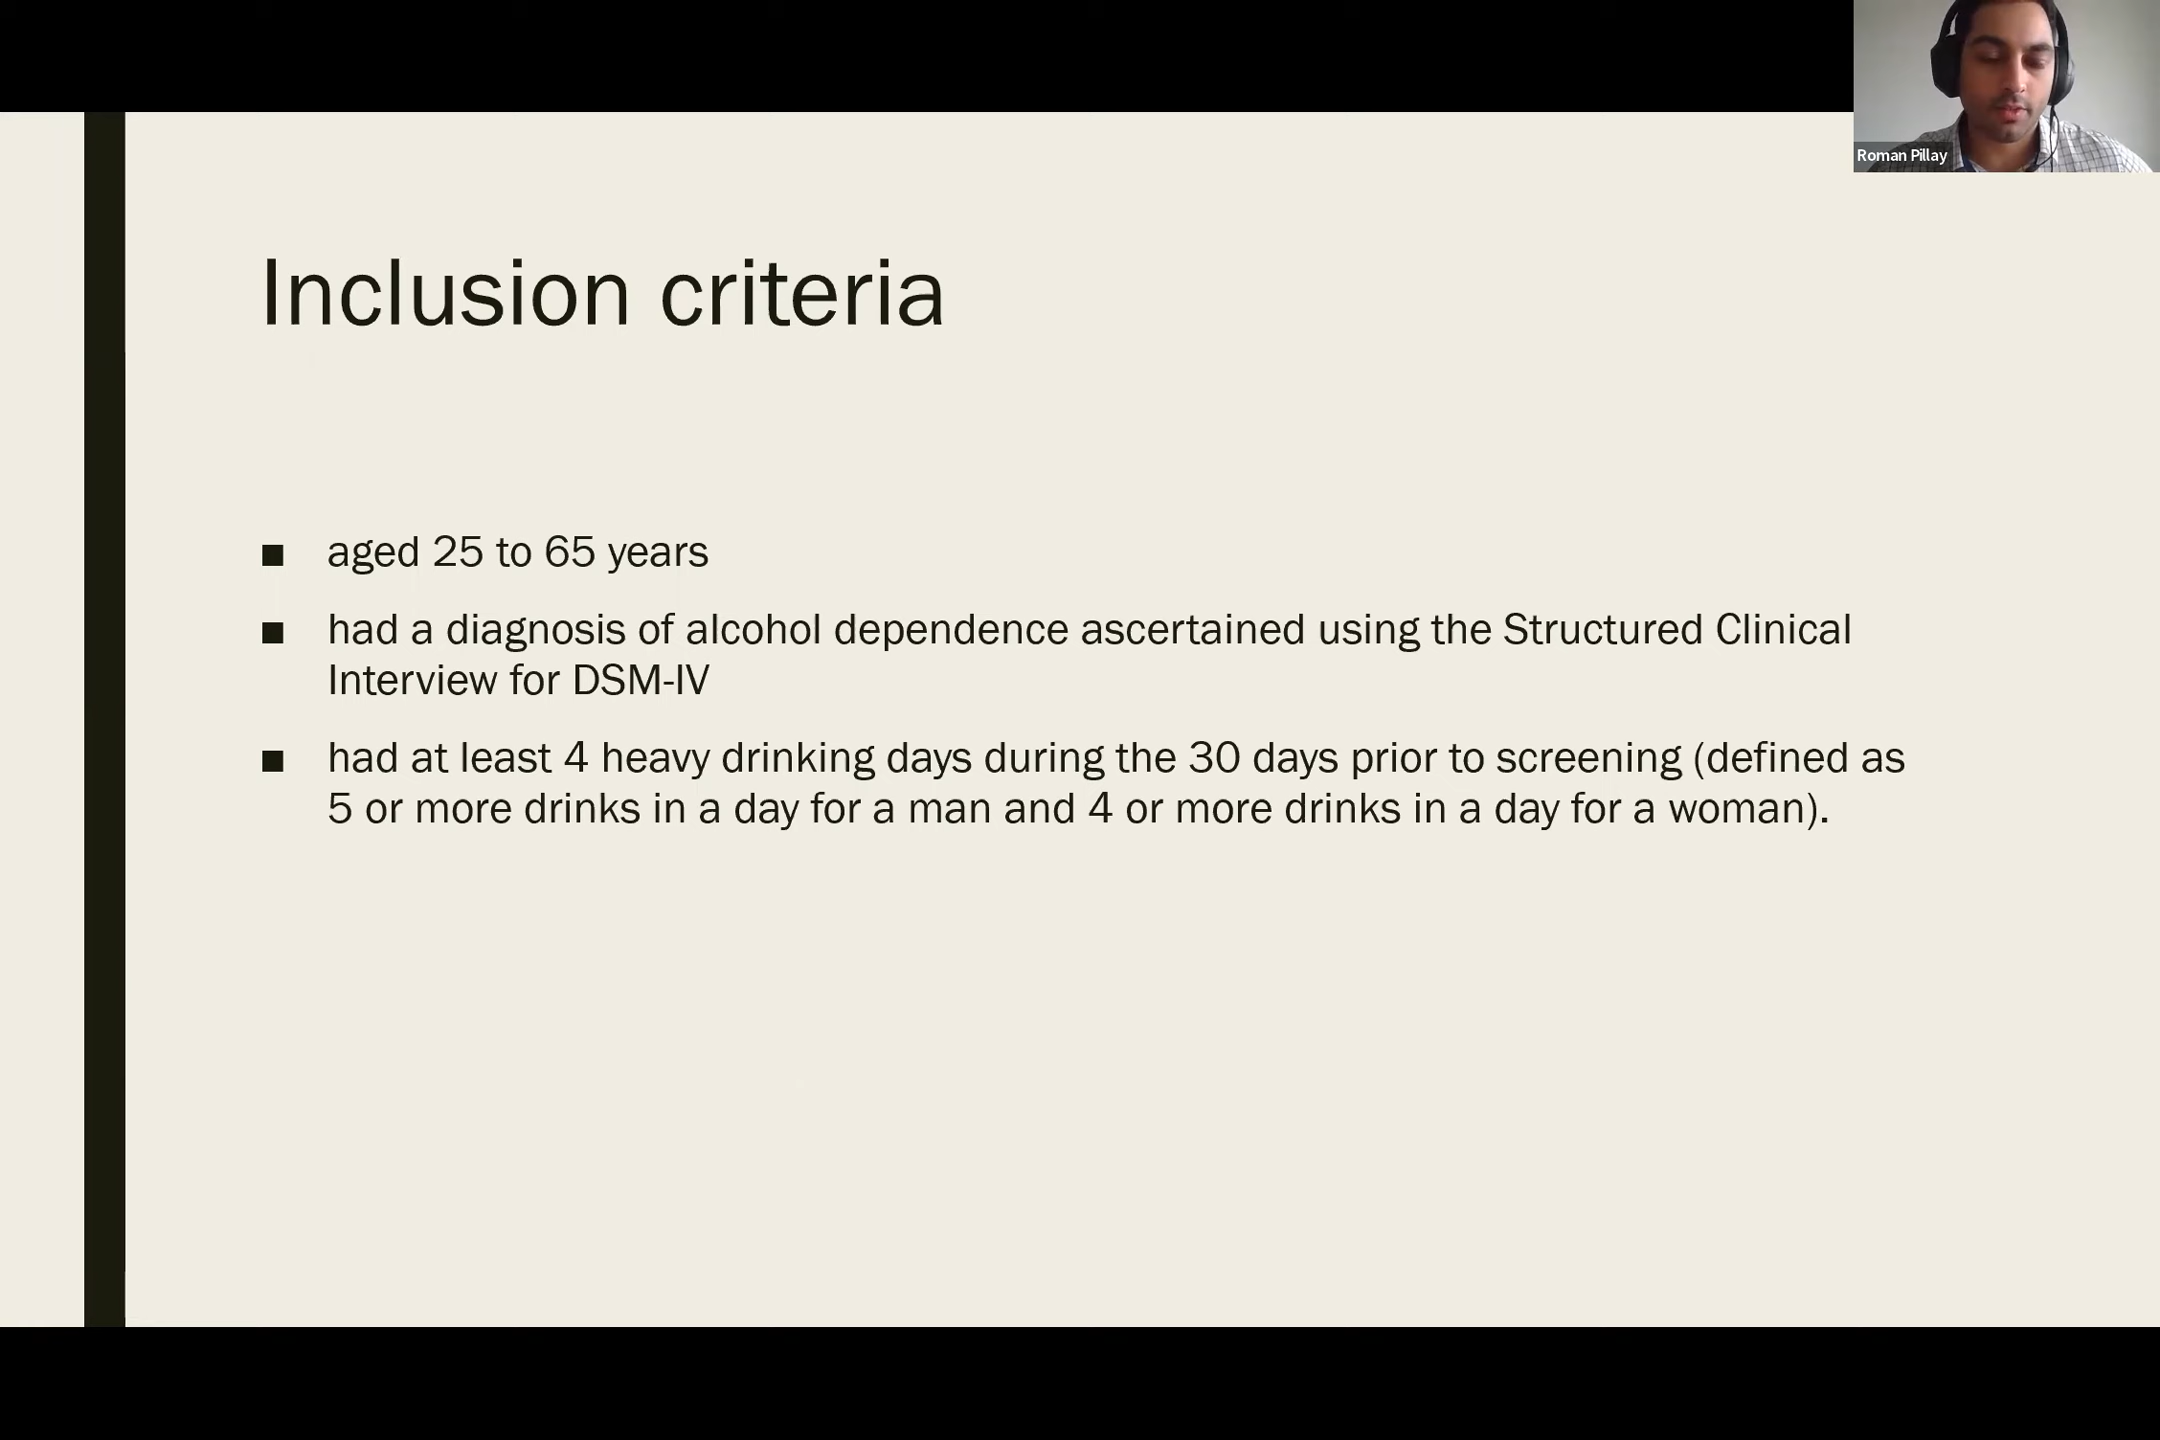 Roman Pillay
Inclusion criteria
■ aged 25 to 65 years
■ had a diagnosis of alcohol dependence ascertained using the Structured Clinical
Interview for DSM-IV
■ had at least 4 heavy drinking days during the 30 days prior to screening (defined as
5 or more drinks in a day for a man and 4 or more drinks in a day for a woman).